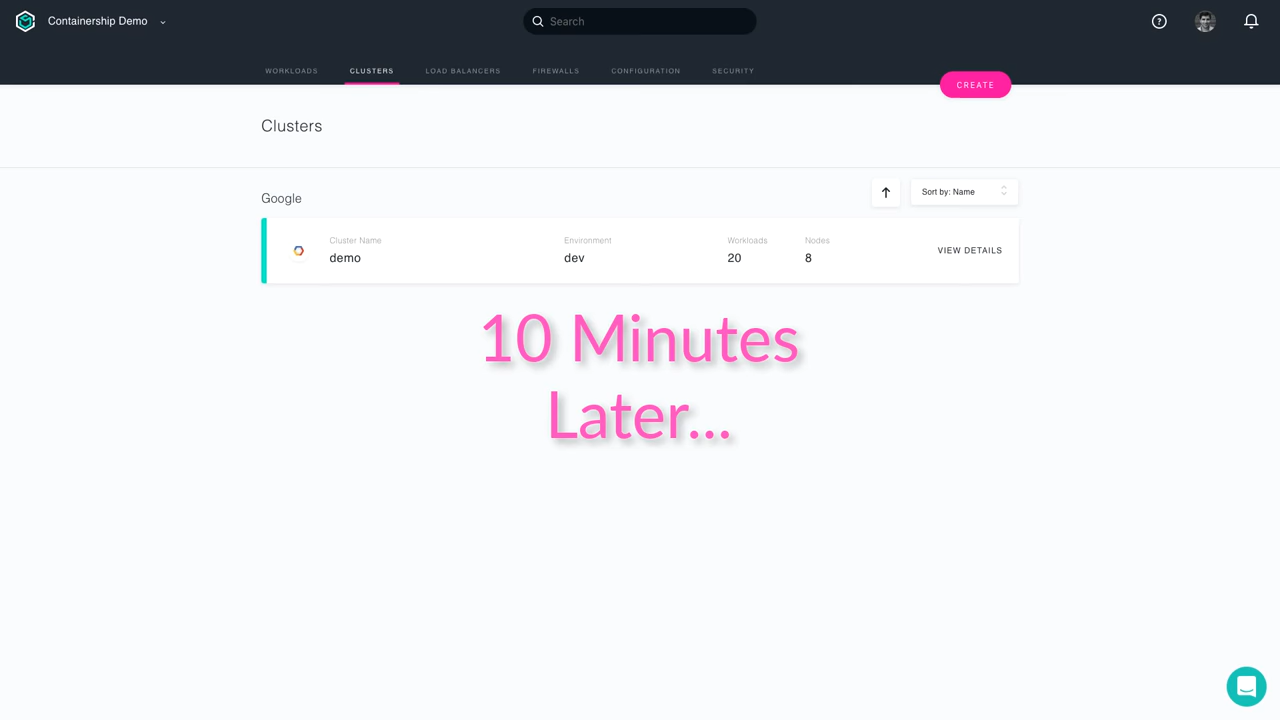 Containership Demo
Search
WORKLOADS CLUSTERS LOAD BALANCERS FIREWALLS CONFIGURATION SECURITY
CREATE
Clusters
Google
Sort by: Name
Cluster Name Environment Workloads Nodes
demo dev 20 8
VIEW DETAILS
10 Minutes
Later...